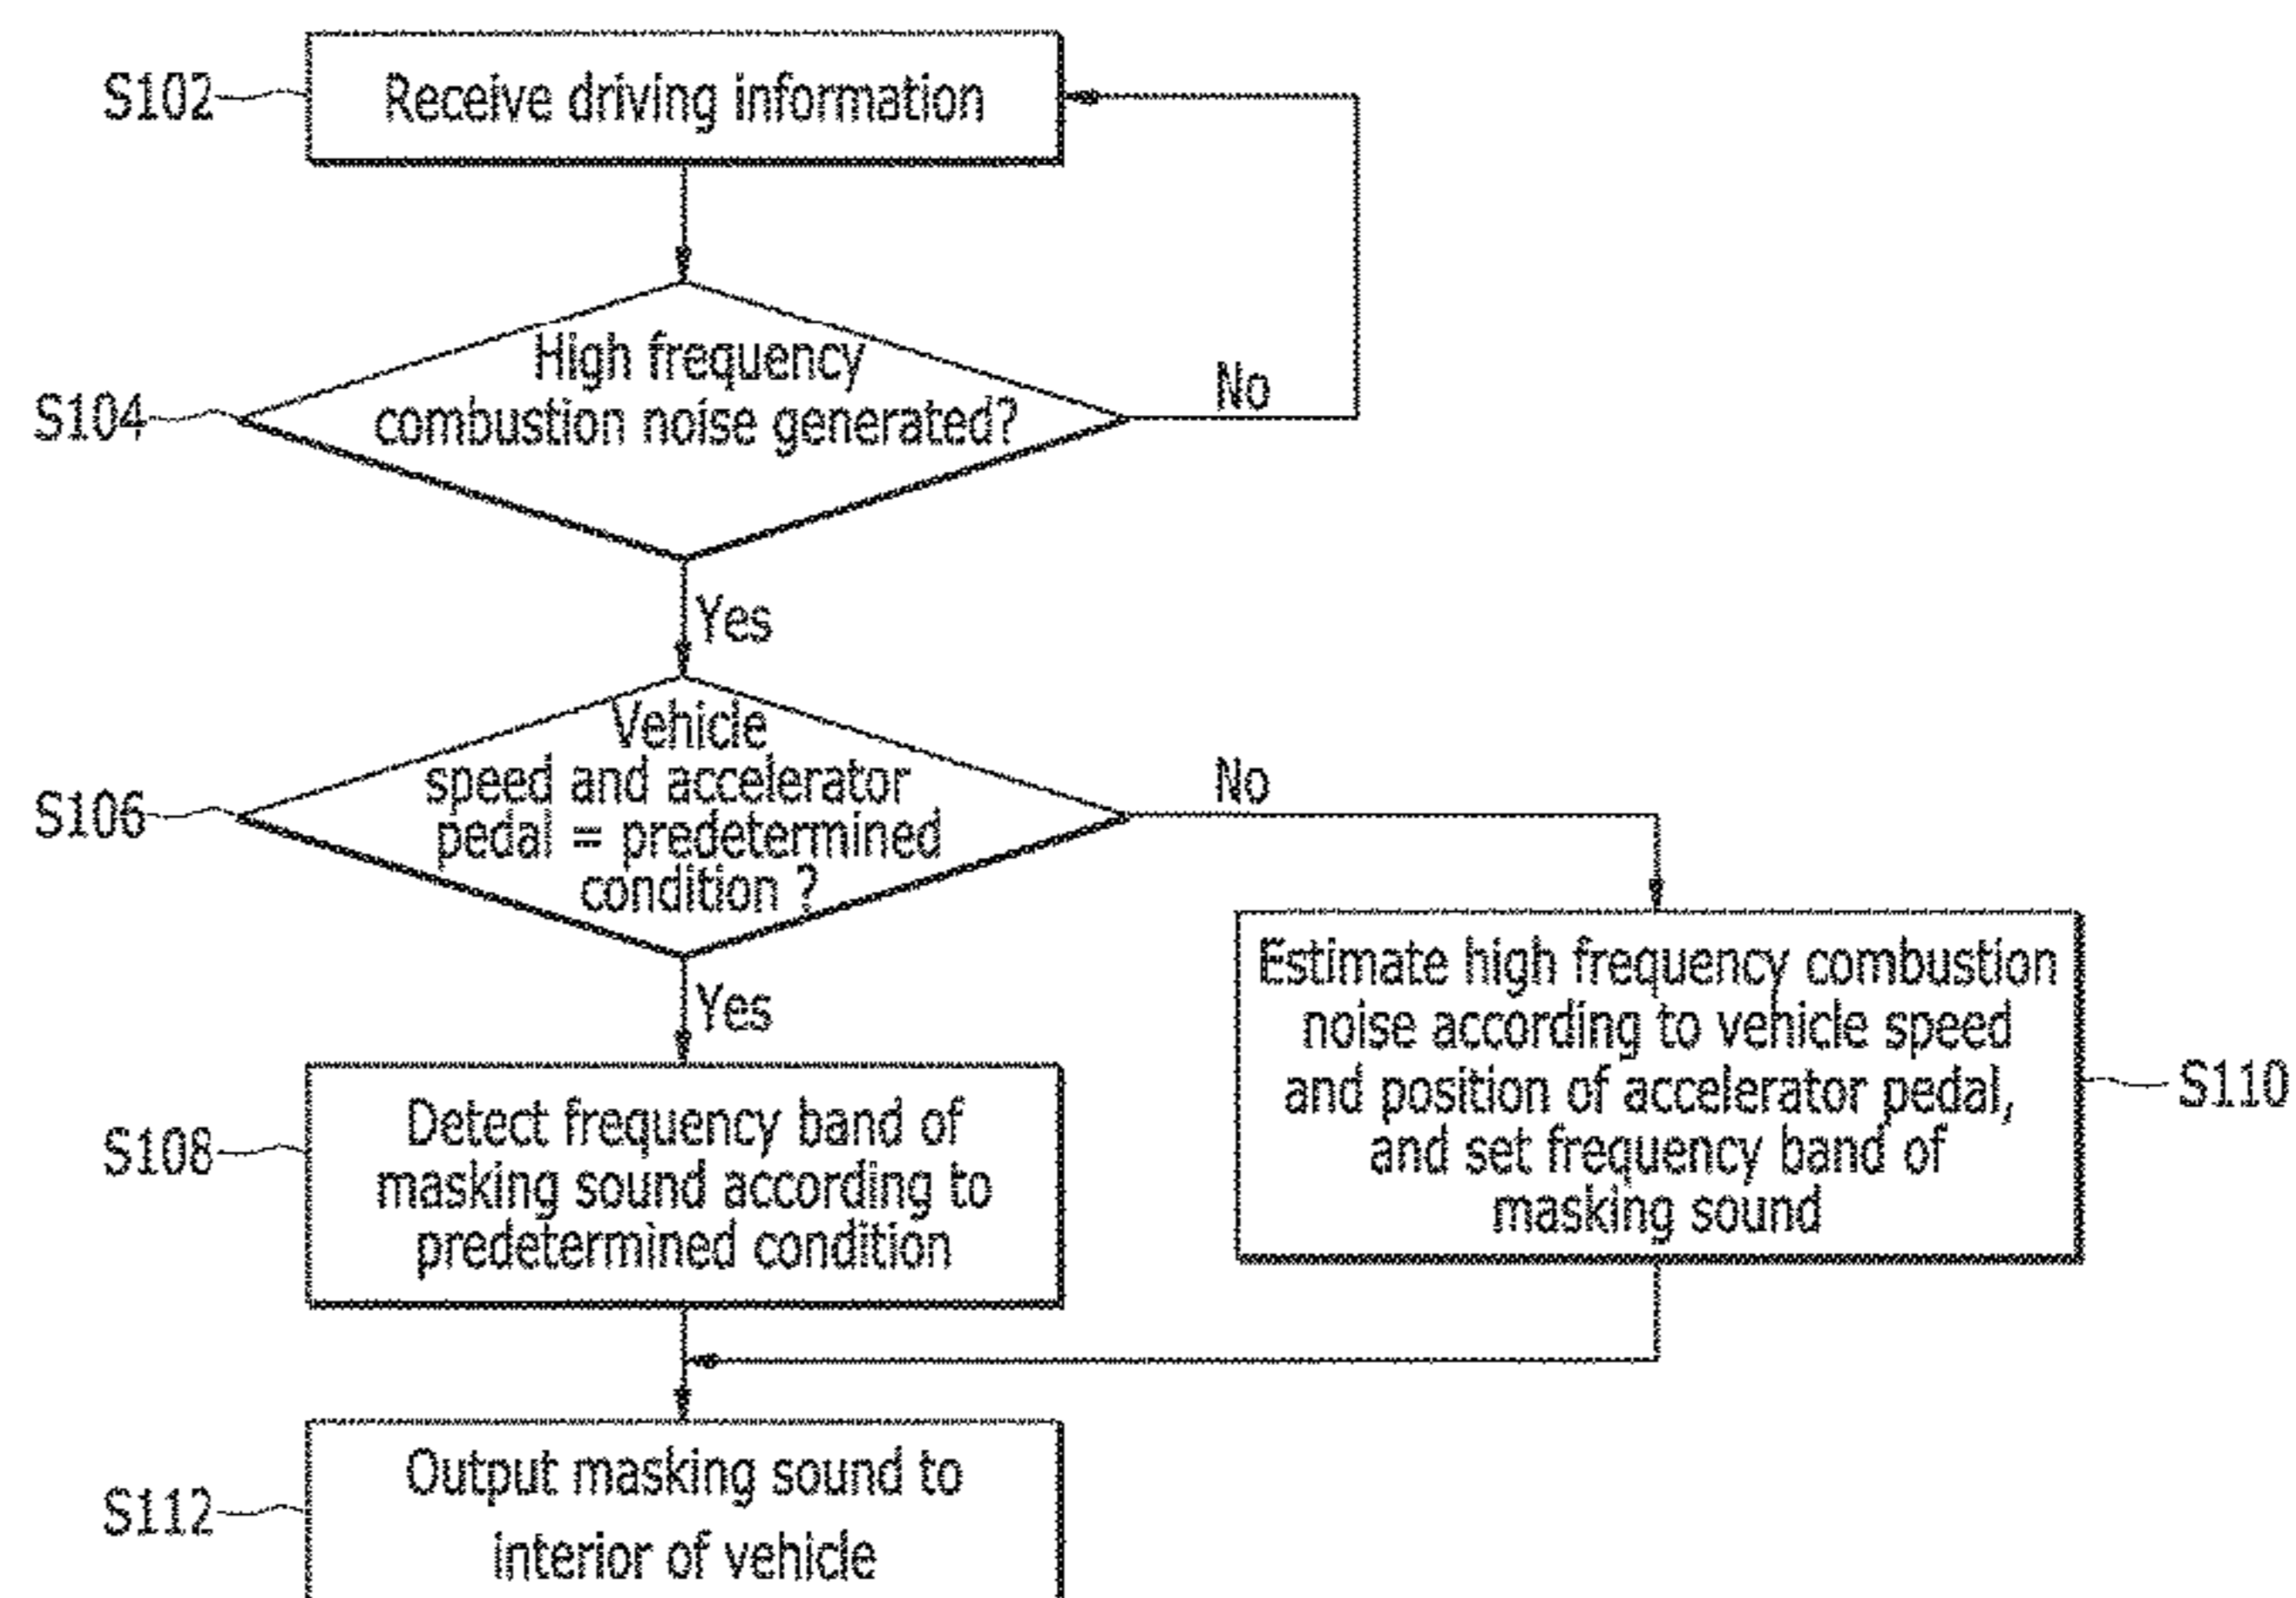 S102
Receive driving information
S104
High frequency
combustion noise generated?
No
Yes
S106
Vehicle
speed and accelerator
pedal = predetermined
condition ?
No
Yes
S108
Detect frequency band of
masking sound according to
predetermined condition
Estimate high frequency combustion
noise according to vehicle speed
and position of accelerator pedal,
and set frequency band of
masking sound
S110
S112
Output masking sound to
interior of vehicle